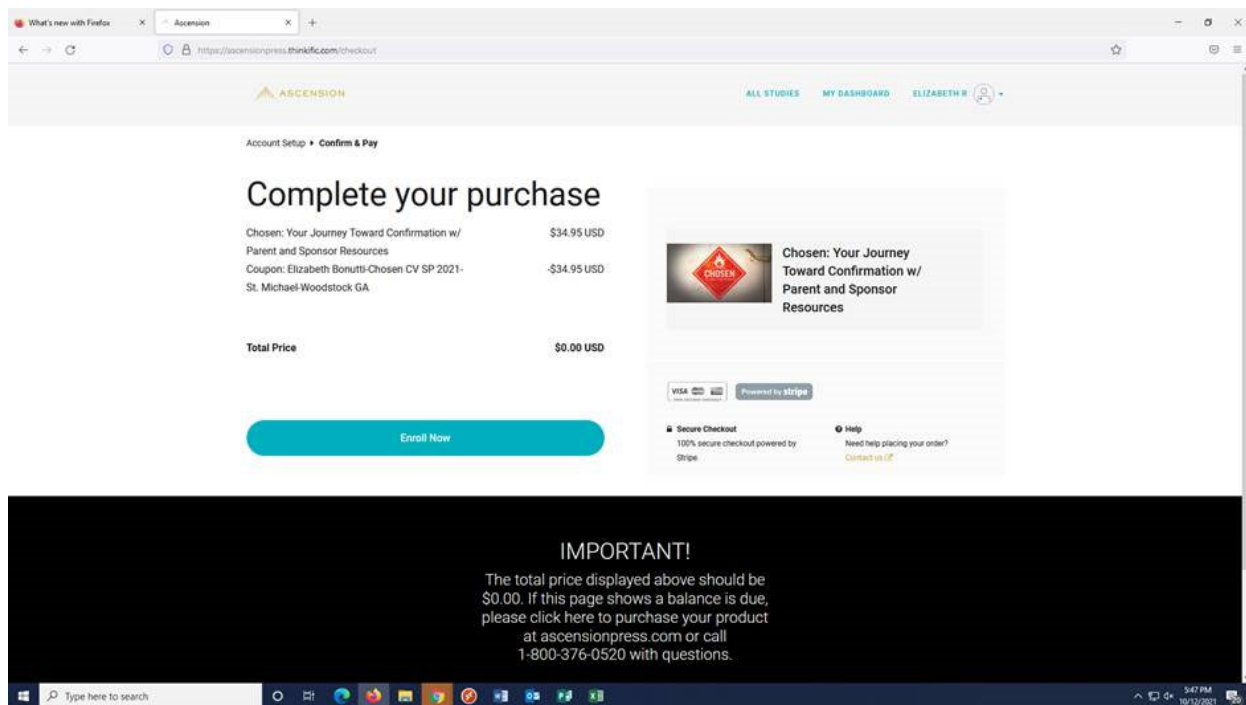 What's new with Firefox
Ascension
https://ascensionpress.thinkific.com/checkout
ASCENSION
ALL STUDIES MY DASHBOARD ELIZABETH R
Account Setup Confirm & Pay
Complete your purchase
Chosen: Your Journey Toward Confirmation w/ $34.95 USD
Parent and Sponsor Resources
Coupon: Elizabeth Bonutti-Chosen CV SP 2021- -$34.95 USD
St. Michael-Woodstock GA
Total Price $0.00 USD
Enroll Now
CHOSEN
Chosen: Your Journey
Toward Confirmation w/
Parent and Sponsor
Resources
VISA
Powered by stripe
Secure Checkout
100% secure checkout powered by
Stripe
Help
Need help placing your order?
Contact us
IMPORTANT!
The total price displayed above should be
$0.00. If this page shows a balance is due,
please click here to purchase your product
at ascensionpress.com or call
1-800-376-0520 with questions.
Type here to search
5:47 PM
10/12/2021